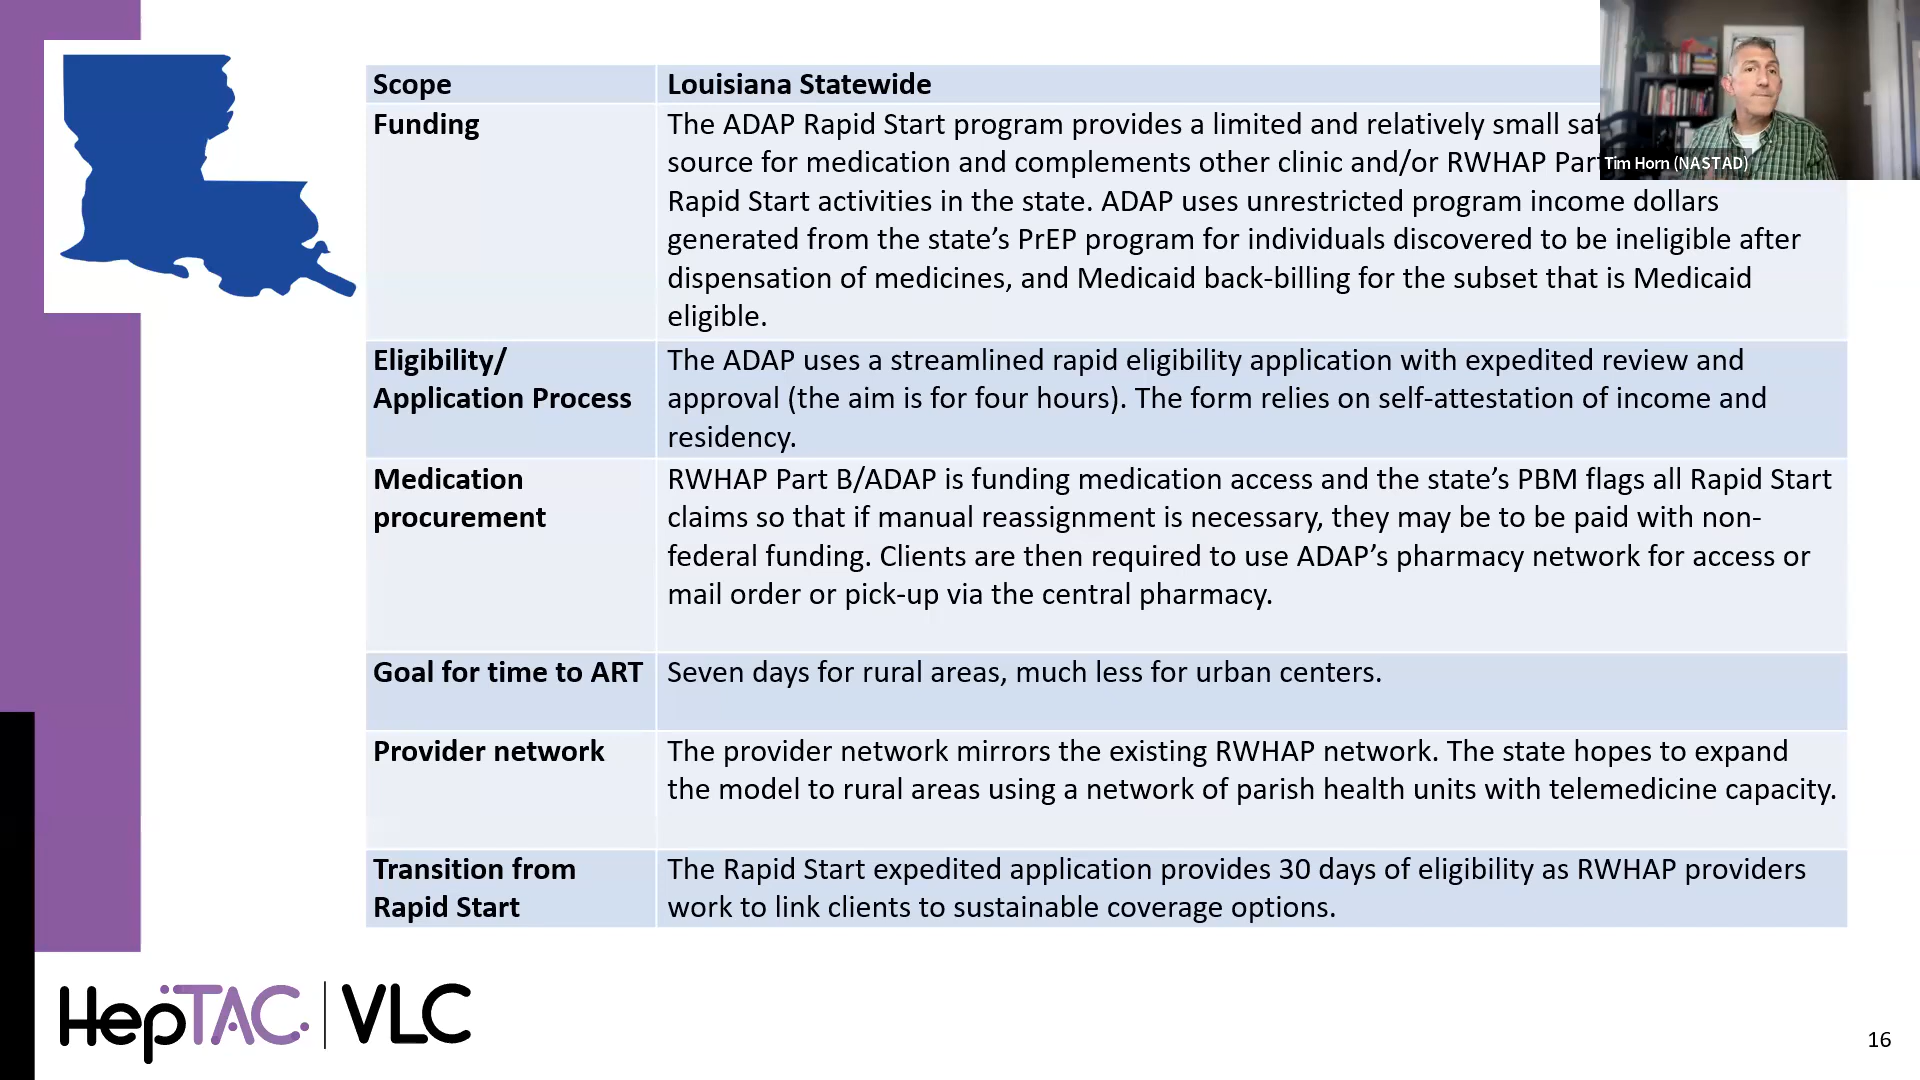 Scope
Louisiana Statewide
Funding
The ADAP Rapid Start program provides a limited and relatively small
source for medication and complements other clinic and/or RWHAP
Rapid Start activities in the state. ADAP uses unrestricted program income dollars
generated from the state’s PrEP program for individuals discovered to be ineligible after
dispensation of medicines, and Medicaid back-billing for the subset that is Medicaid
eligible.
Eligibility/
Application Process
The ADAP uses a streamlined rapid eligibility application with expedited review and
approval (the aim is for four hours). The form relies on self-attestation of income and
residency.
Medication
procurement
RWHAP Part B/ADAP is funding medication access and the state’s PBM flags all Rapid Start
claims so that if manual reassignment is necessary, they may be to be paid with non-
federal funding. Clients are then required to use ADAP’s pharmacy network for access or
mail order or pick-up via the central pharmacy.
Goal for time to ART
Seven days for rural areas, much less for urban centers.
Provider network
The provider network mirrors the existing RWHAP network. The state hopes to expand
the model to rural areas using a network of parish health units with telemedicine capacity.
Transition from
Rapid Start
The Rapid Start expedited application provides 30 days of eligibility as RWHAP providers
work to link clients to sustainable coverage options.
Tim Horn (NASTAD)
HepTAC | VLC
16